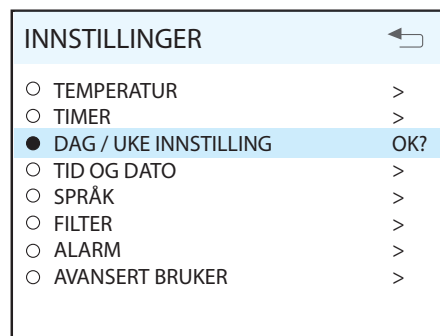 INNSTILLINGER
TEMPERATUR >
TIMER >
DAG / UKE INNSTILLING OK?
TID OG DATO >
SPRÅK >
FILTER >
ALARM >
AVANSERT BRUKER >